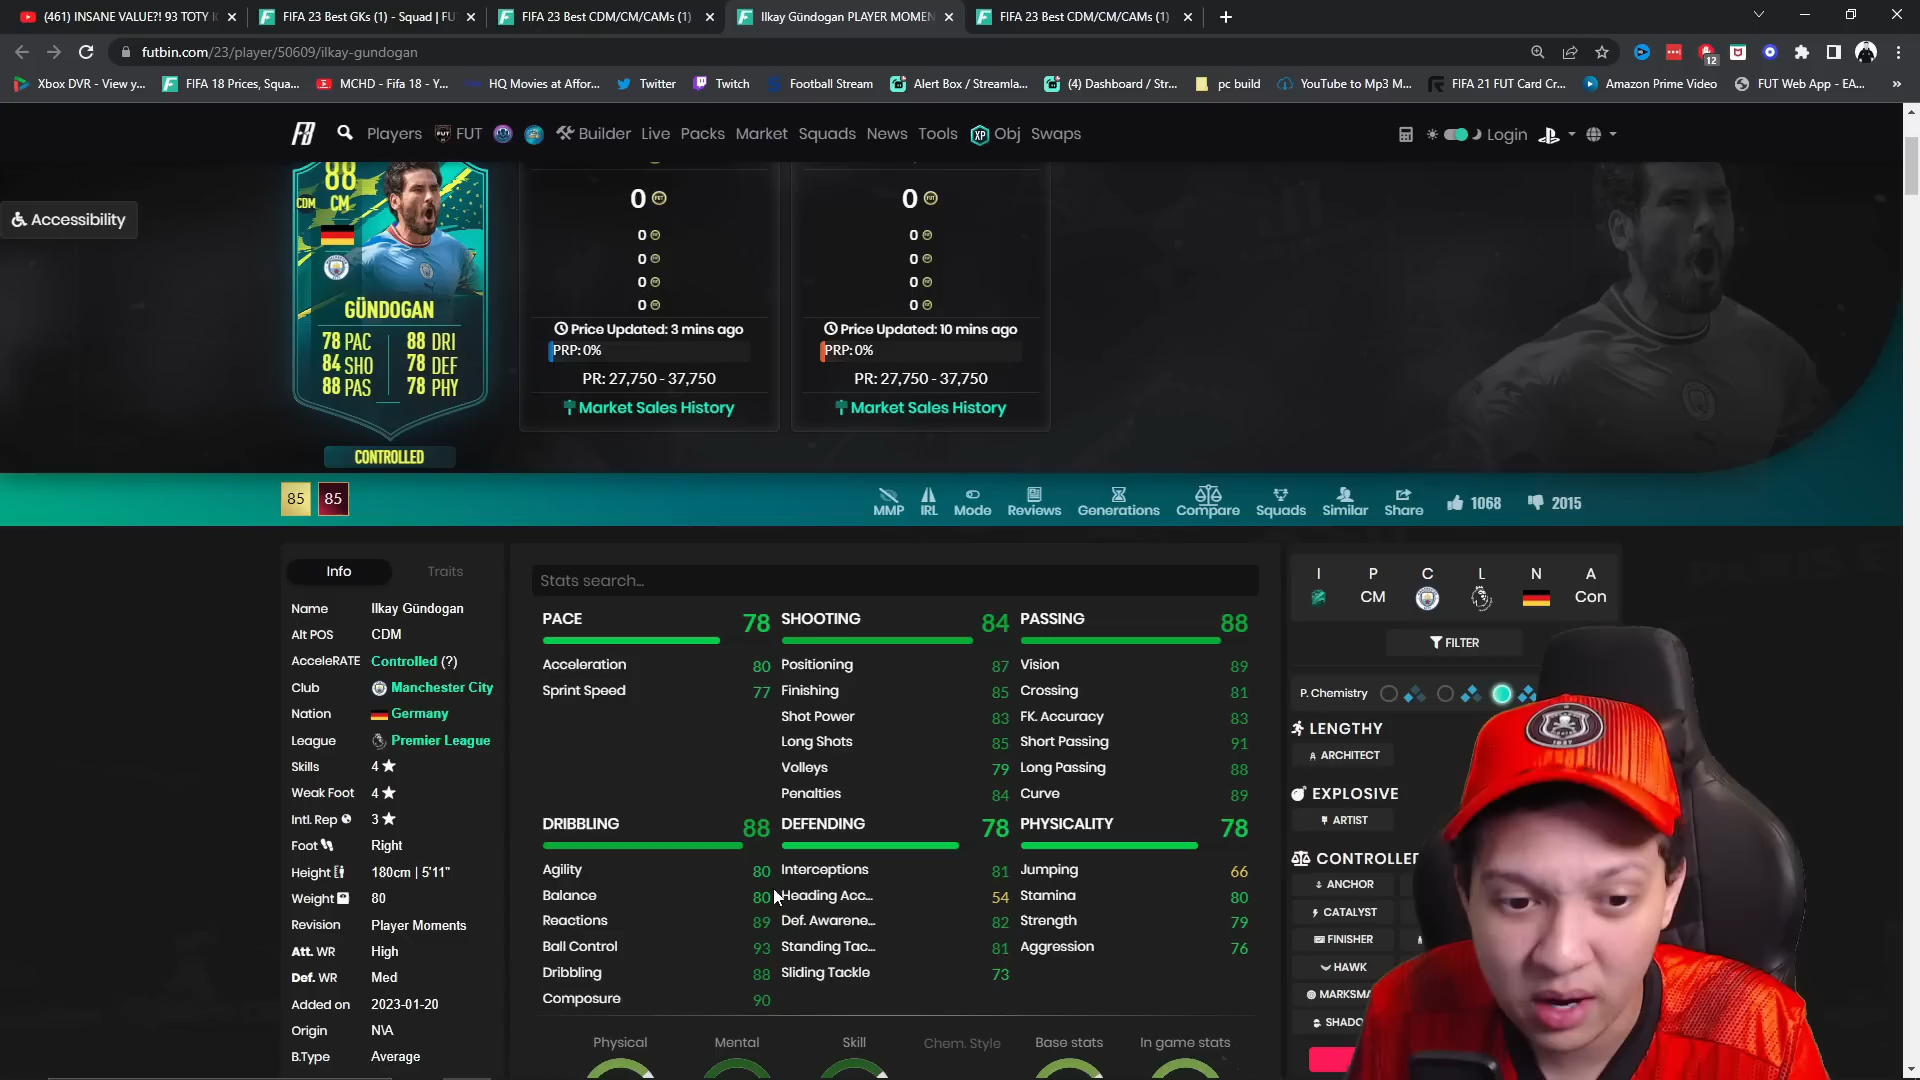 (461) INSANE VALUE?! 93 TOTY I
FIFA 23 Best GKs (1) - Squad | FU
FIFA 23 Best CDM/CM/CAMs (1)
Ilkay Gündogan PLAYER MOMEN
FIFA 23 Best CDM/CM/CAMs (1)
futbin.com/23/player/50609/ilkay-gundogan
12
Xbox DVR - View y...
FIFA 18 Prices, Squa...
MCHD - Fifa 18 - Y...
HQ Movies at Affor...
Twitter
Twitch
Football Stream
Alert Box / Streamla...
(4) Dashboard / Str...
pc build
YouTube to Mp3 M...
FIFA 21 FUT Card Cr...
Amazon Prime Video
FUT Web App - EA...
»
Players
FUT
Builder
Live
Packs
Market
Squads
News
Tools
XP Obj
Swaps
Login
Accessibility
88
CDM CM
GÜNDOGAN
78 PAC 88 DRI
84 SHO 78 DEF
88 PAS 78 PHY
CONTROLLED
0
0
0
0
0
Price Updated: 3 mins ago
PRP: 0%
PR: 27,750 - 37,750
Market Sales History
0
0
0
0
0
Price Updated: 10 mins ago
PRP: 0%
PR: 27,750 - 37,750
Market Sales History
85 85
MMP
IRL
Mode
Reviews
Generations
Compare
Squads
Similar
Share
1068
2015
Info Traits
Name Ilkay Gündogan
Alt POS CDM
AcceleRATE Controlled (?)
Club Manchester City
Nation Germany
League Premier League
Skills 4
Weak Foot 4
Intl. Rep 3
Foot Right
Height 180cm | 5'11"
Weight 80
Revision Player Moments
Att. WR High
Def. WR Med
Added on 2023-01-20
Origin N\A
B.Type Average
Stats search...
PACE 78
Acceleration 80
Sprint Speed 77
SHOOTING 84
Positioning 87
Finishing 85
Shot Power 83
Long Shots 85
Volleys 79
Penalties 84
PASSING 88
Vision 89
Crossing 81
FK. Accuracy 83
Short Passing 91
Long Passing 88
Curve 89
DRIBBLING 88
Agility 80
Balance 80
Reactions 89
Ball Control 93
Dribbling 88
Composure 90
DEFENDING 78
Interceptions 81
Heading Acc... 54
Def. Awarene... 82
Standing Tac... 81
Sliding Tackle 73
PHYSICALITY 78
Jumping 66
Stamina 80
Strength 79
Aggression 76
Physical
Mental
Skill
Chem. Style
Base stats
In game stats
I P C L N A
CM Con
FILTER
P. Chemistry
LENGTHY
ARCHITECT
EXPLOSIVE
ARTIST
CONTROLLE
ANCHOR
CATALYST
FINISHER
HAWK
MARKSMA
SHADO